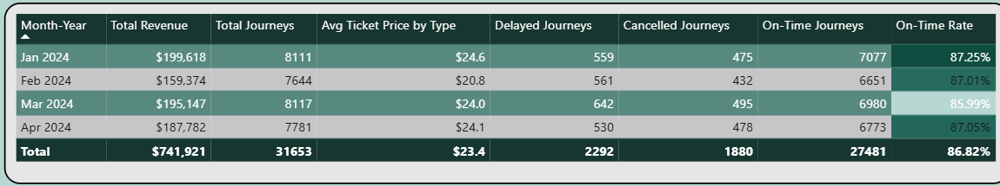 Month-Year Total Revenue Total Journeys Avg Ticket Price by Type Delayed Journeys Cancelled Journeys On-Time Journeys On-Time Rate
Jan 2024 $199,618 8111 $24.6 559 475 7077 87.25%
Feb 2024 $159,374 7644 $20.8 561 432 6651 87.01%
Mar 2024 $195,147 8117 $24.0 642 495 6980 85.99%
Apr 2024 $187,782 7781 $24.1 530 478 6773 87.05%
Total $741,921 31653 $23.4 2292 1880 27481 86.82%